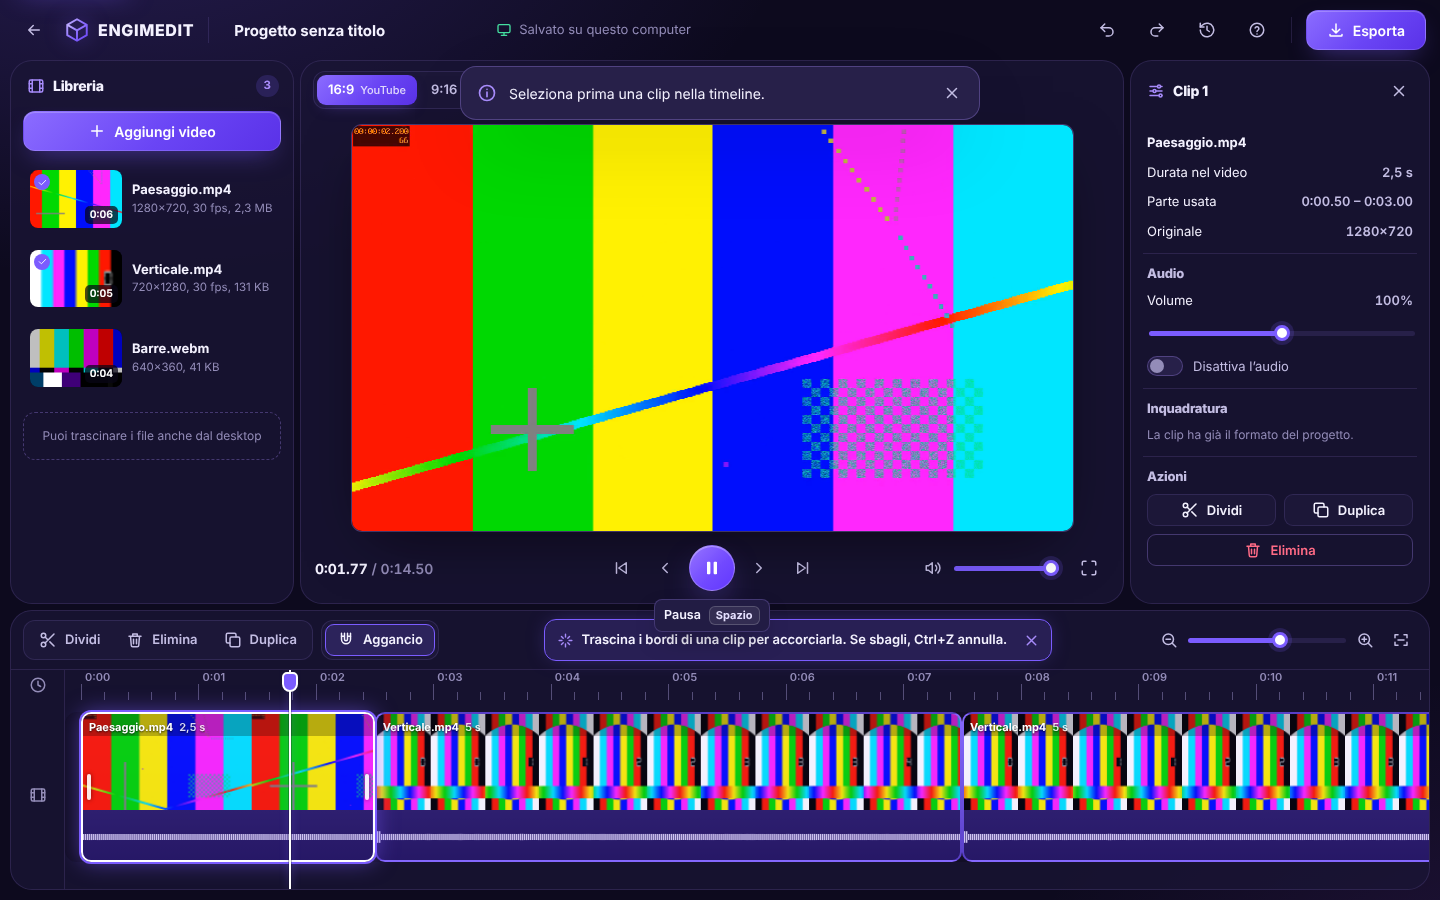 ENGIMEDIT
Progetto senza titolo
Salvato su questo computer
Esporta
Libreria
3
Aggiungi video
Paesaggio.mp4
1280×720, 30 fps, 2,3 MB
0:06
Verticale.mp4
720×1280, 30 fps, 131 KB
0:05
Barre.webm
640×360, 41 KB
0:04
Puoi trascinare i file anche dal desktop
16:9 YouTube
9:16
Seleziona prima una clip nella timeline.
00:00:02.200
66
0:01.77 / 0:14.50
Pausa Spazio
Clip 1
Paesaggio.mp4
Durata nel video 2,5 s
Parte usata 0:00.50 – 0:03.00
Originale 1280×720
Audio
Volume 100%
Disattiva l’audio
Inquadratura
La clip ha già il formato del progetto.
Azioni
Dividi
Duplica
Elimina
Dividi
Elimina
Duplica
Aggancio
Trascina i bordi di una clip per accorciarla. Se sbagli, Ctrl+Z annulla.
0:00 0:01 0:02 0:03 0:04 0:05 0:06 0:07 0:08 0:09 0:10 0:11
Paesaggio.mp4 2,5 s
Verticale.mp4 5 s
Verticale.mp4 5 s